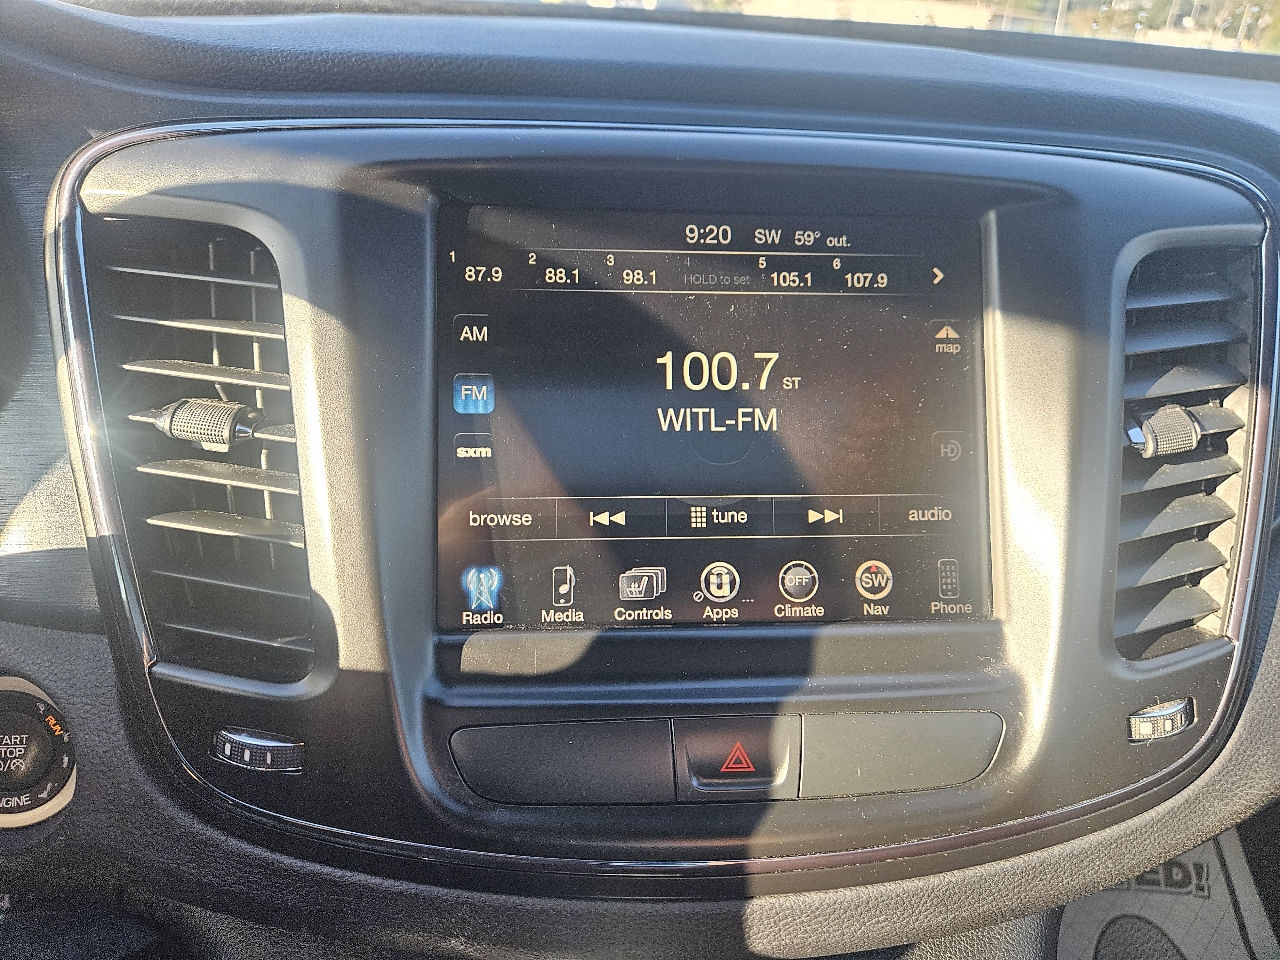 9:20 SW 59° out.
1 87.9 2 88.1 3 98.1 4 HOLD to set 5 105.1 6 107.9
AM
map
100.7 ST
FM
WITL-FM
sxm
HD
browse tune audio
OFF SW
Radio Media Controls Apps Climate Nav Phone
RUN